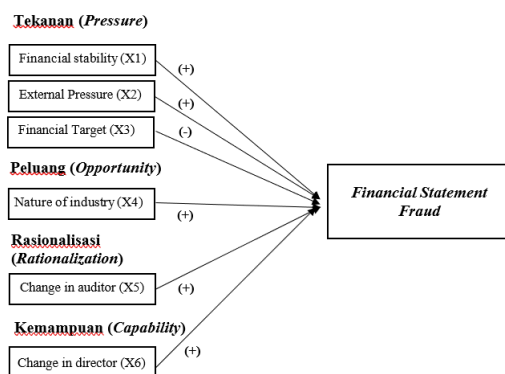 Tekanan (Pressure)
Financial stability (X1)
(+)
External Pressure (X2)
(+)
Financial Target (X3)
(-)
Peluang (Opportunity)
Nature of industry (X4)
(+)
Financial Statement
Fraud
Rasionalisasi
(Rationalization)
Change in auditor (X5)
(+)
Kemampuan (Capability)
Change in director (X6)
(+)